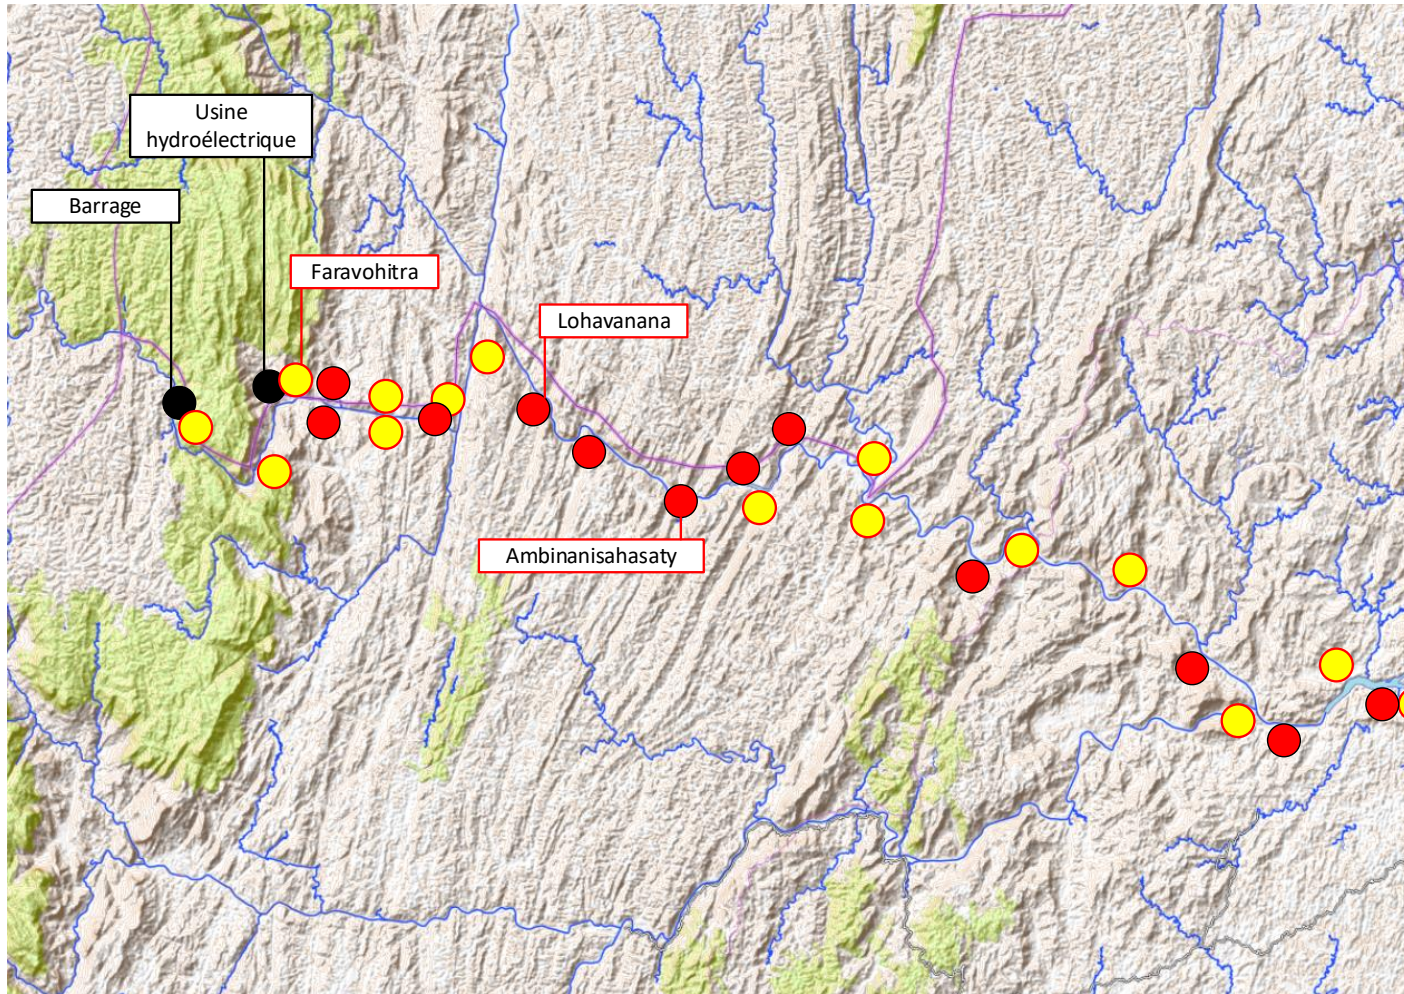 Usine
hydroélectrique
Barrage
Faravohitra
Lohavanana
Ambinanisahasaty